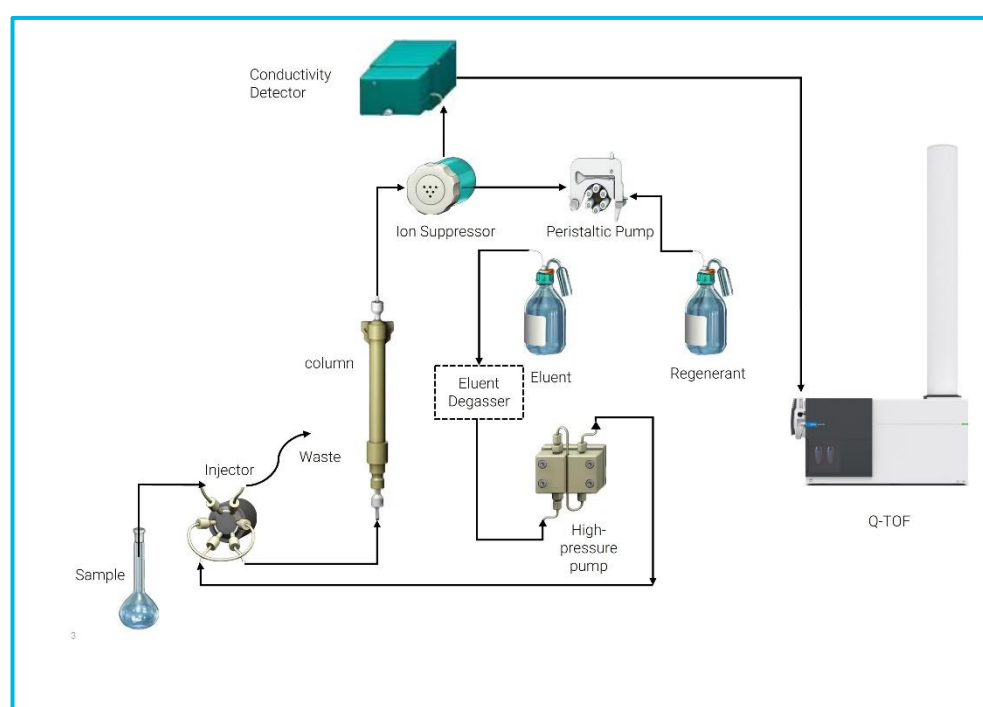 Conductivity
Detector
Ion Suppressor
Peristaltic Pump
column
Eluent
Degasser
Eluent
Regenerant
Waste
Injector
High-
pressure
pump
Q-TOF
Sample
3